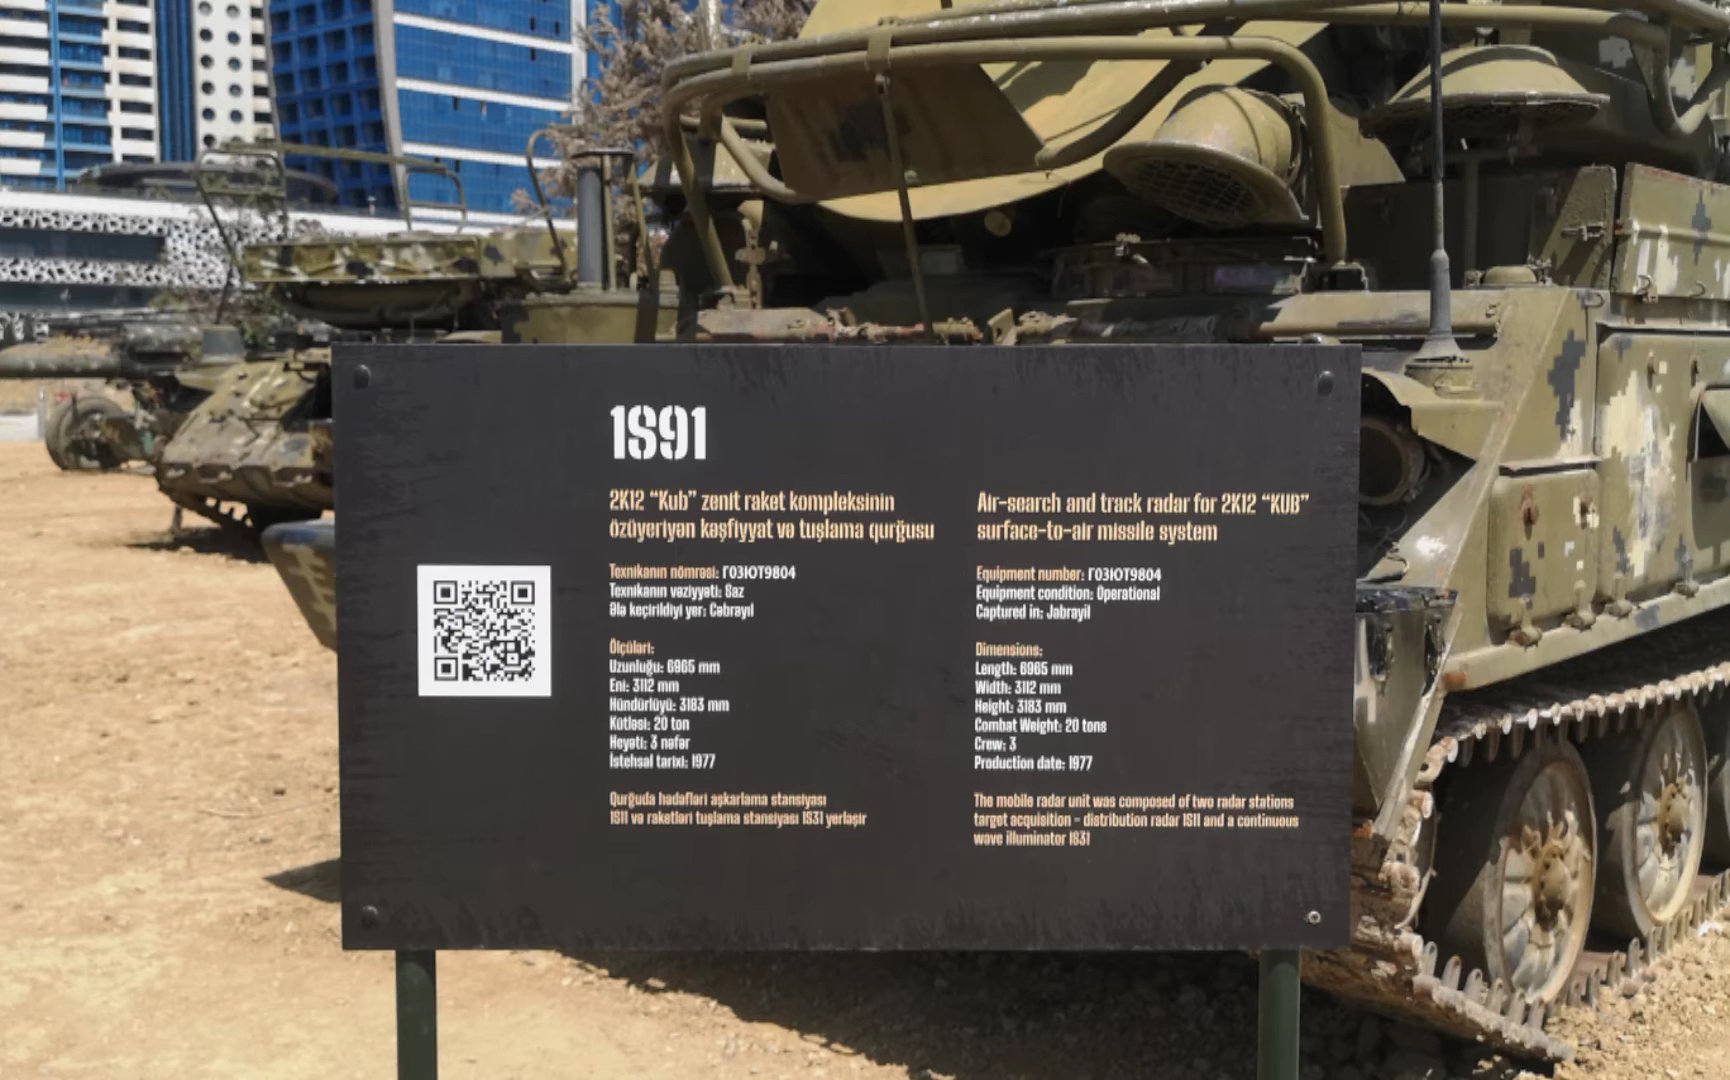 1S91
2K12 “Kub” zenit raket kompleksinin
özüyeriyən kəşfiyyat və tuşlama qurğusu
Texnikanın nömrəsi: Г03ЮТ9804
Texnikanın vəziyyəti: Saz
Ələ keçirildiyi yer: Cəbrayıl
Ölçüləri:
Uzunluğu: 6965 mm
Eni: 3112 mm
Hündürlüyü: 3183 mm
Kütləsi: 20 ton
Heyəti: 3 nəfər
İstehsal tarixi: 1977
Qurğuda hədəfləri aşkarlama stansiyası
1S11 və raketləri tuşlama stansiyası 1S31 yerləşir
Air-search and track radar for 2K12 “KUB”
surface-to-air missile system
Equipment number: Г03ЮТ9804
Equipment condition: Operational
Captured in: Jabrayil
Dimensions:
Length: 6965 mm
Width: 3112 mm
Height: 3183 mm
Combat Weight: 20 tons
Crew: 3
Production date: 1977
The mobile radar unit was composed of two radar stations
target acquisition - distribution radar 1S11 and a continuous
wave illuminator 1S31